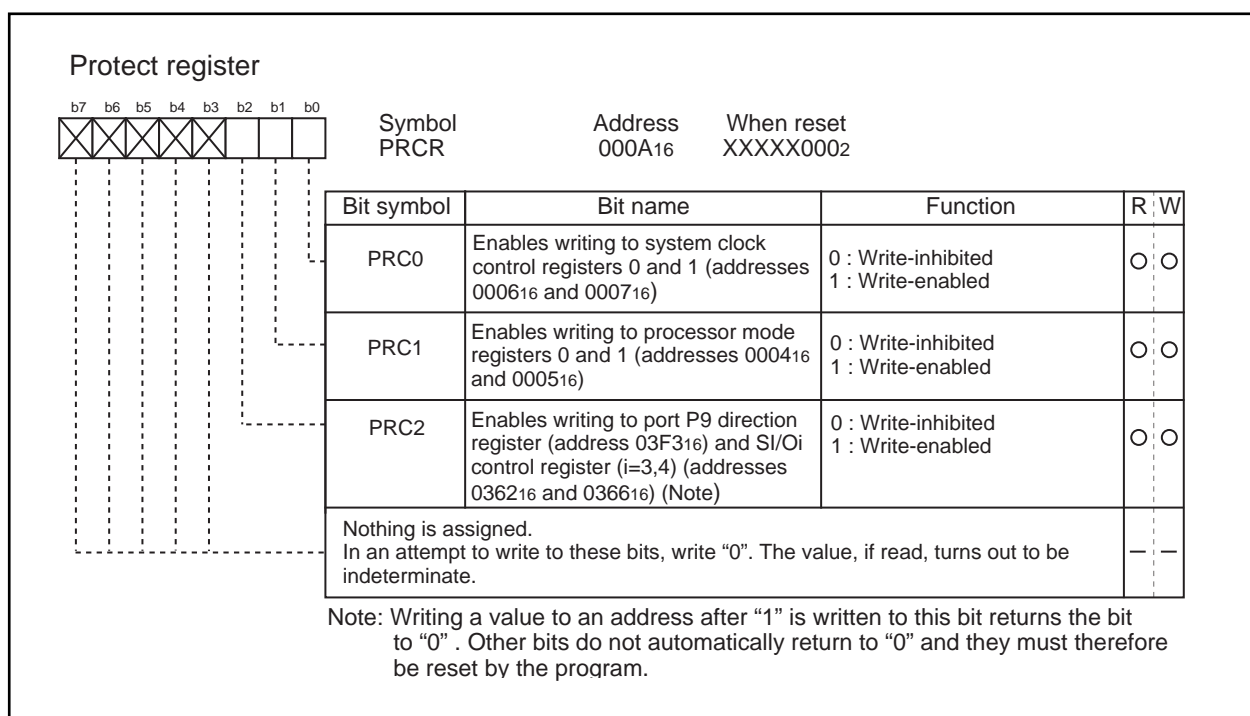 Protect register
b7 b6 b5 b4 b3 b2 b1 b0
Symbol Address When reset
PRCR 000A16 XXXXX0002
Bit symbol Bit name Function R W
PRC0
Enables writing to system clock
control registers 0 and 1 (addresses
000616 and 000716)
0 : Write-inhibited
1 : Write-enabled
PRC1
Enables writing to processor mode
registers 0 and 1 (addresses 000416
and 000516)
0 : Write-inhibited
1 : Write-enabled
PRC2
Enables writing to port P9 direction
register (address 03F316) and SI/Oi
control register (i=3,4) (addresses
036216 and 036616) (Note)
0 : Write-inhibited
1 : Write-enabled
Nothing is assigned.
In an attempt to write to these bits, write “0”. The value, if read, turns out to be
indeterminate.
Note: Writing a value to an address after “1” is written to this bit returns the bit
to “0” . Other bits do not automatically return to “0” and they must therefore
be reset by the program.